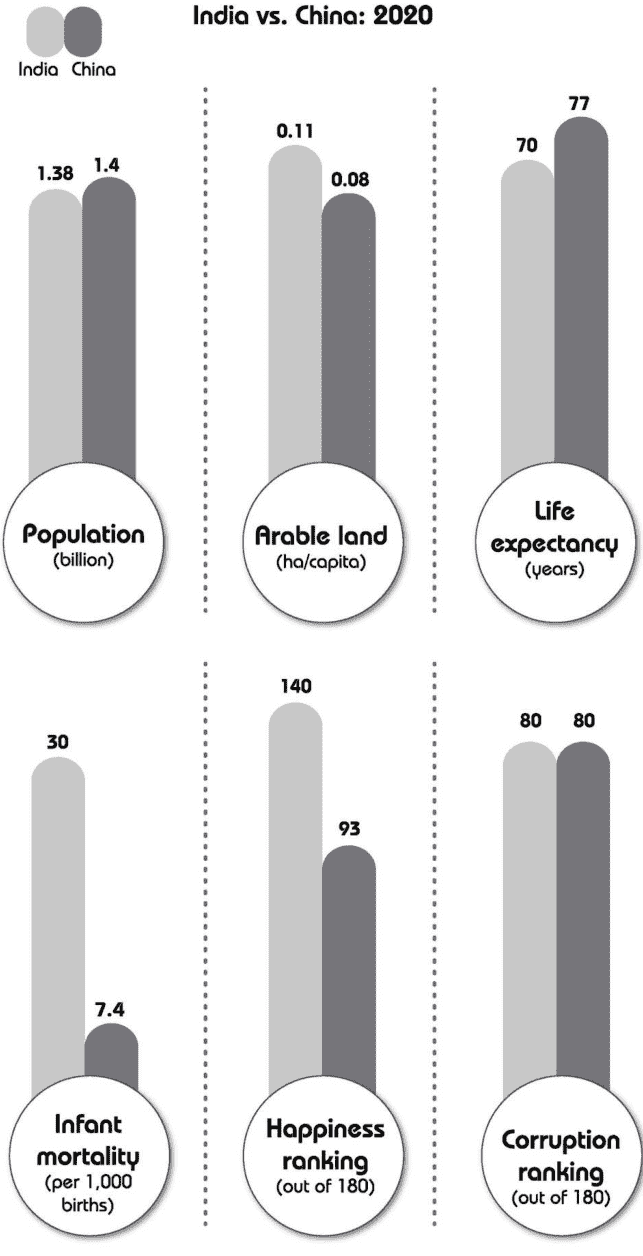 India vs. China: 2020
India China
1.38 1.4
Population
(billion)
0.11 0.08
Arable land
(ha/capita)
70 77
Life
expectancy
(years)
30 7.4
Infant
mortality
(per 1,000
births)
140 93
Happiness
ranking
(out of 180)
80 80
Corruption
ranking
(out of 180)